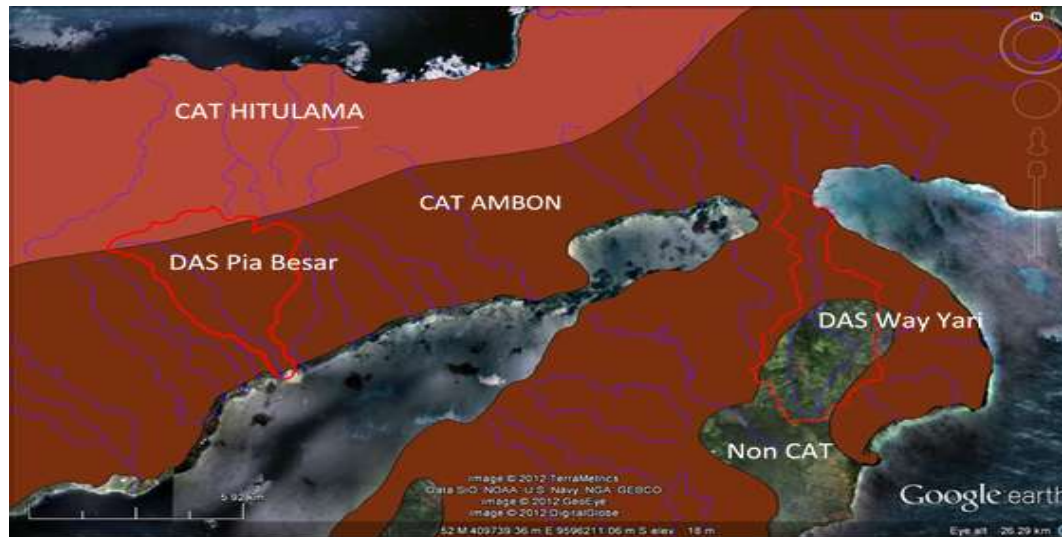 N
CAT HITULAMA
CAT AMBON
DAS Pia Besar
DAS Way Yari
Non CAT
Image © 2012 TerraMetrics
Data SIO, NOAA, U.S. Navy, NGA, GEBCO
Image © 2012 GeoEye
Image © 2012 DigitalGlobe
5.92 km
Google earth
52 M 409739.36 m E 9596211.06 m S elev 18 m
Eye alt 26.29 km